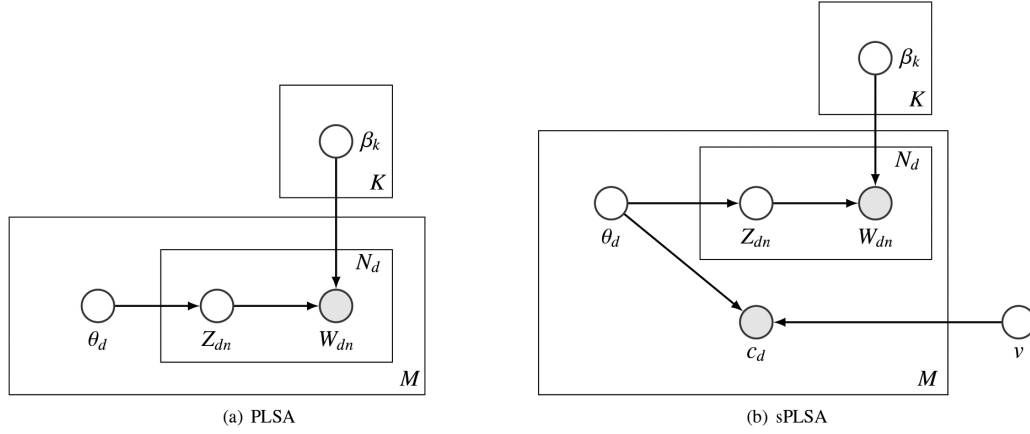 β_k
K
N_d
θ_d
Z_dn
W_dn
M
(a) PLSA
β_k
K
N_d
θ_d
Z_dn
W_dn
c_d
ν
M
(b) sPLSA